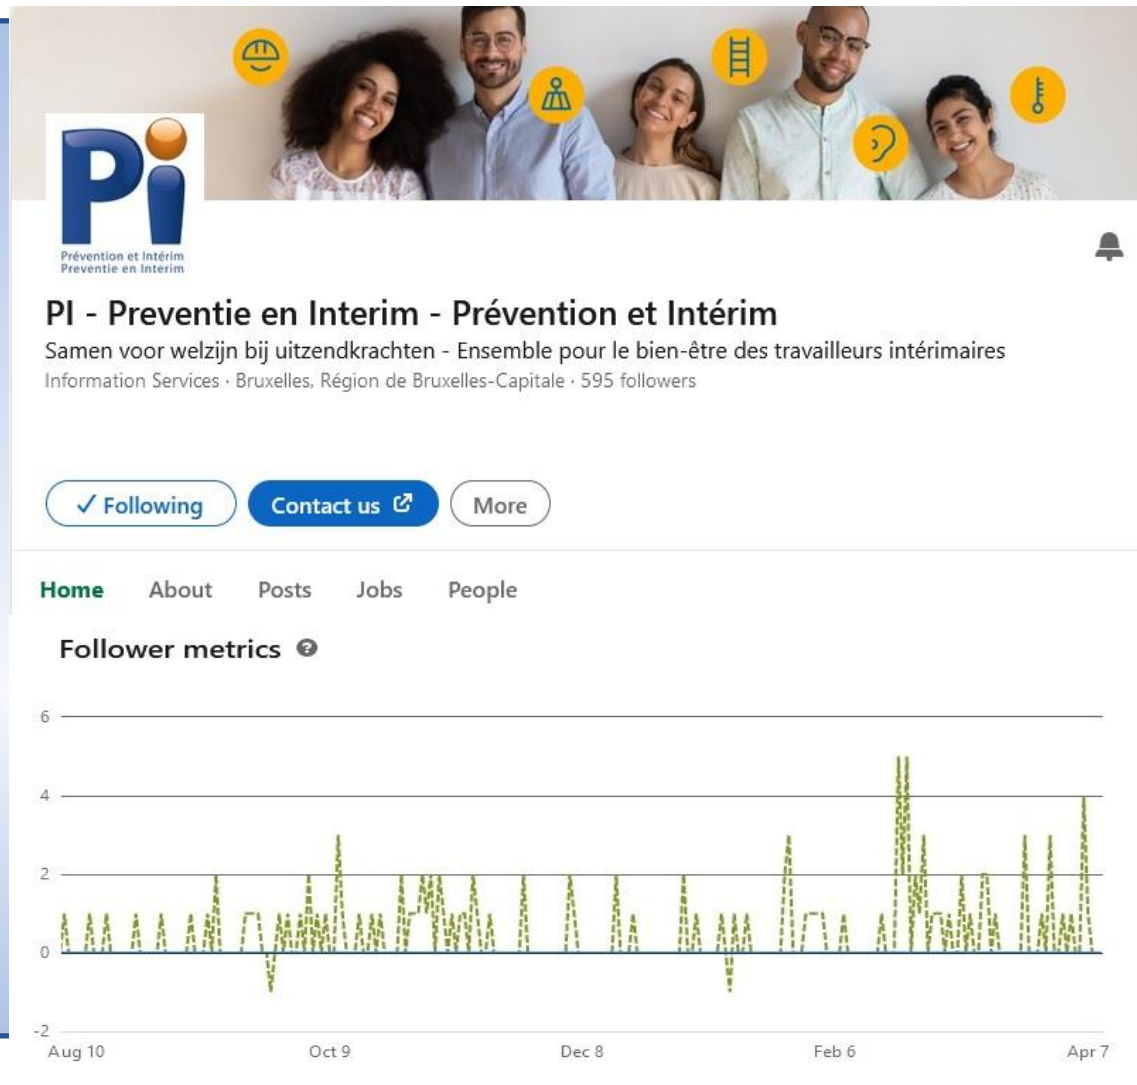 Pi
Prévention et Intérim
Preventie en Interim
PI - Preventie en Interim - Prévention et Intérim
Samen voor welzijn bij uitzendkrachten - Ensemble pour le bien-être des travailleurs intérimaires
Information Services · Bruxelles, Région de Bruxelles-Capitale · 595 followers
✓ Following Contact us More
Home About Posts Jobs People
Follower metrics ?
6
4
2
0
-2
Aug 10 Oct 9 Dec 8 Feb 6 Apr 7